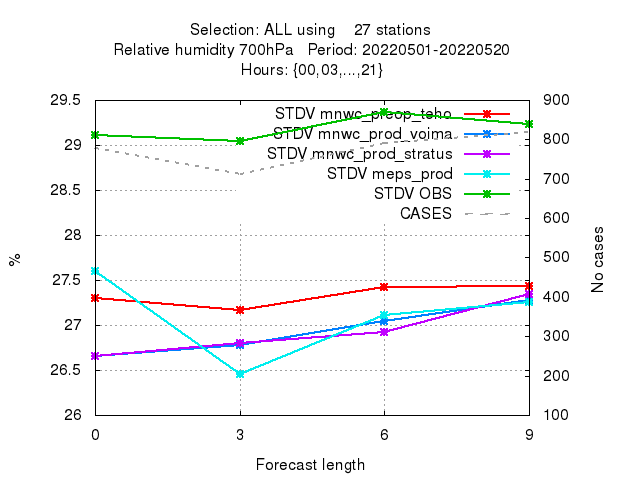 Selection: ALL using 27 stations
Relative humidity 700hPa Period: 20220501-20220520
Hours: {00,03,...,21}
29.5
29
28.5
28
27.5
27
26.5
26
900
800
700
600
500
400
300
200
100
STDV mnwc_preop_teho
STDV mnwc_prod_voima
STDV mnwc_prod_stratus
STDV meps_prod
STDV OBS
CASES
%
No cases
0 3 6 9
Forecast length